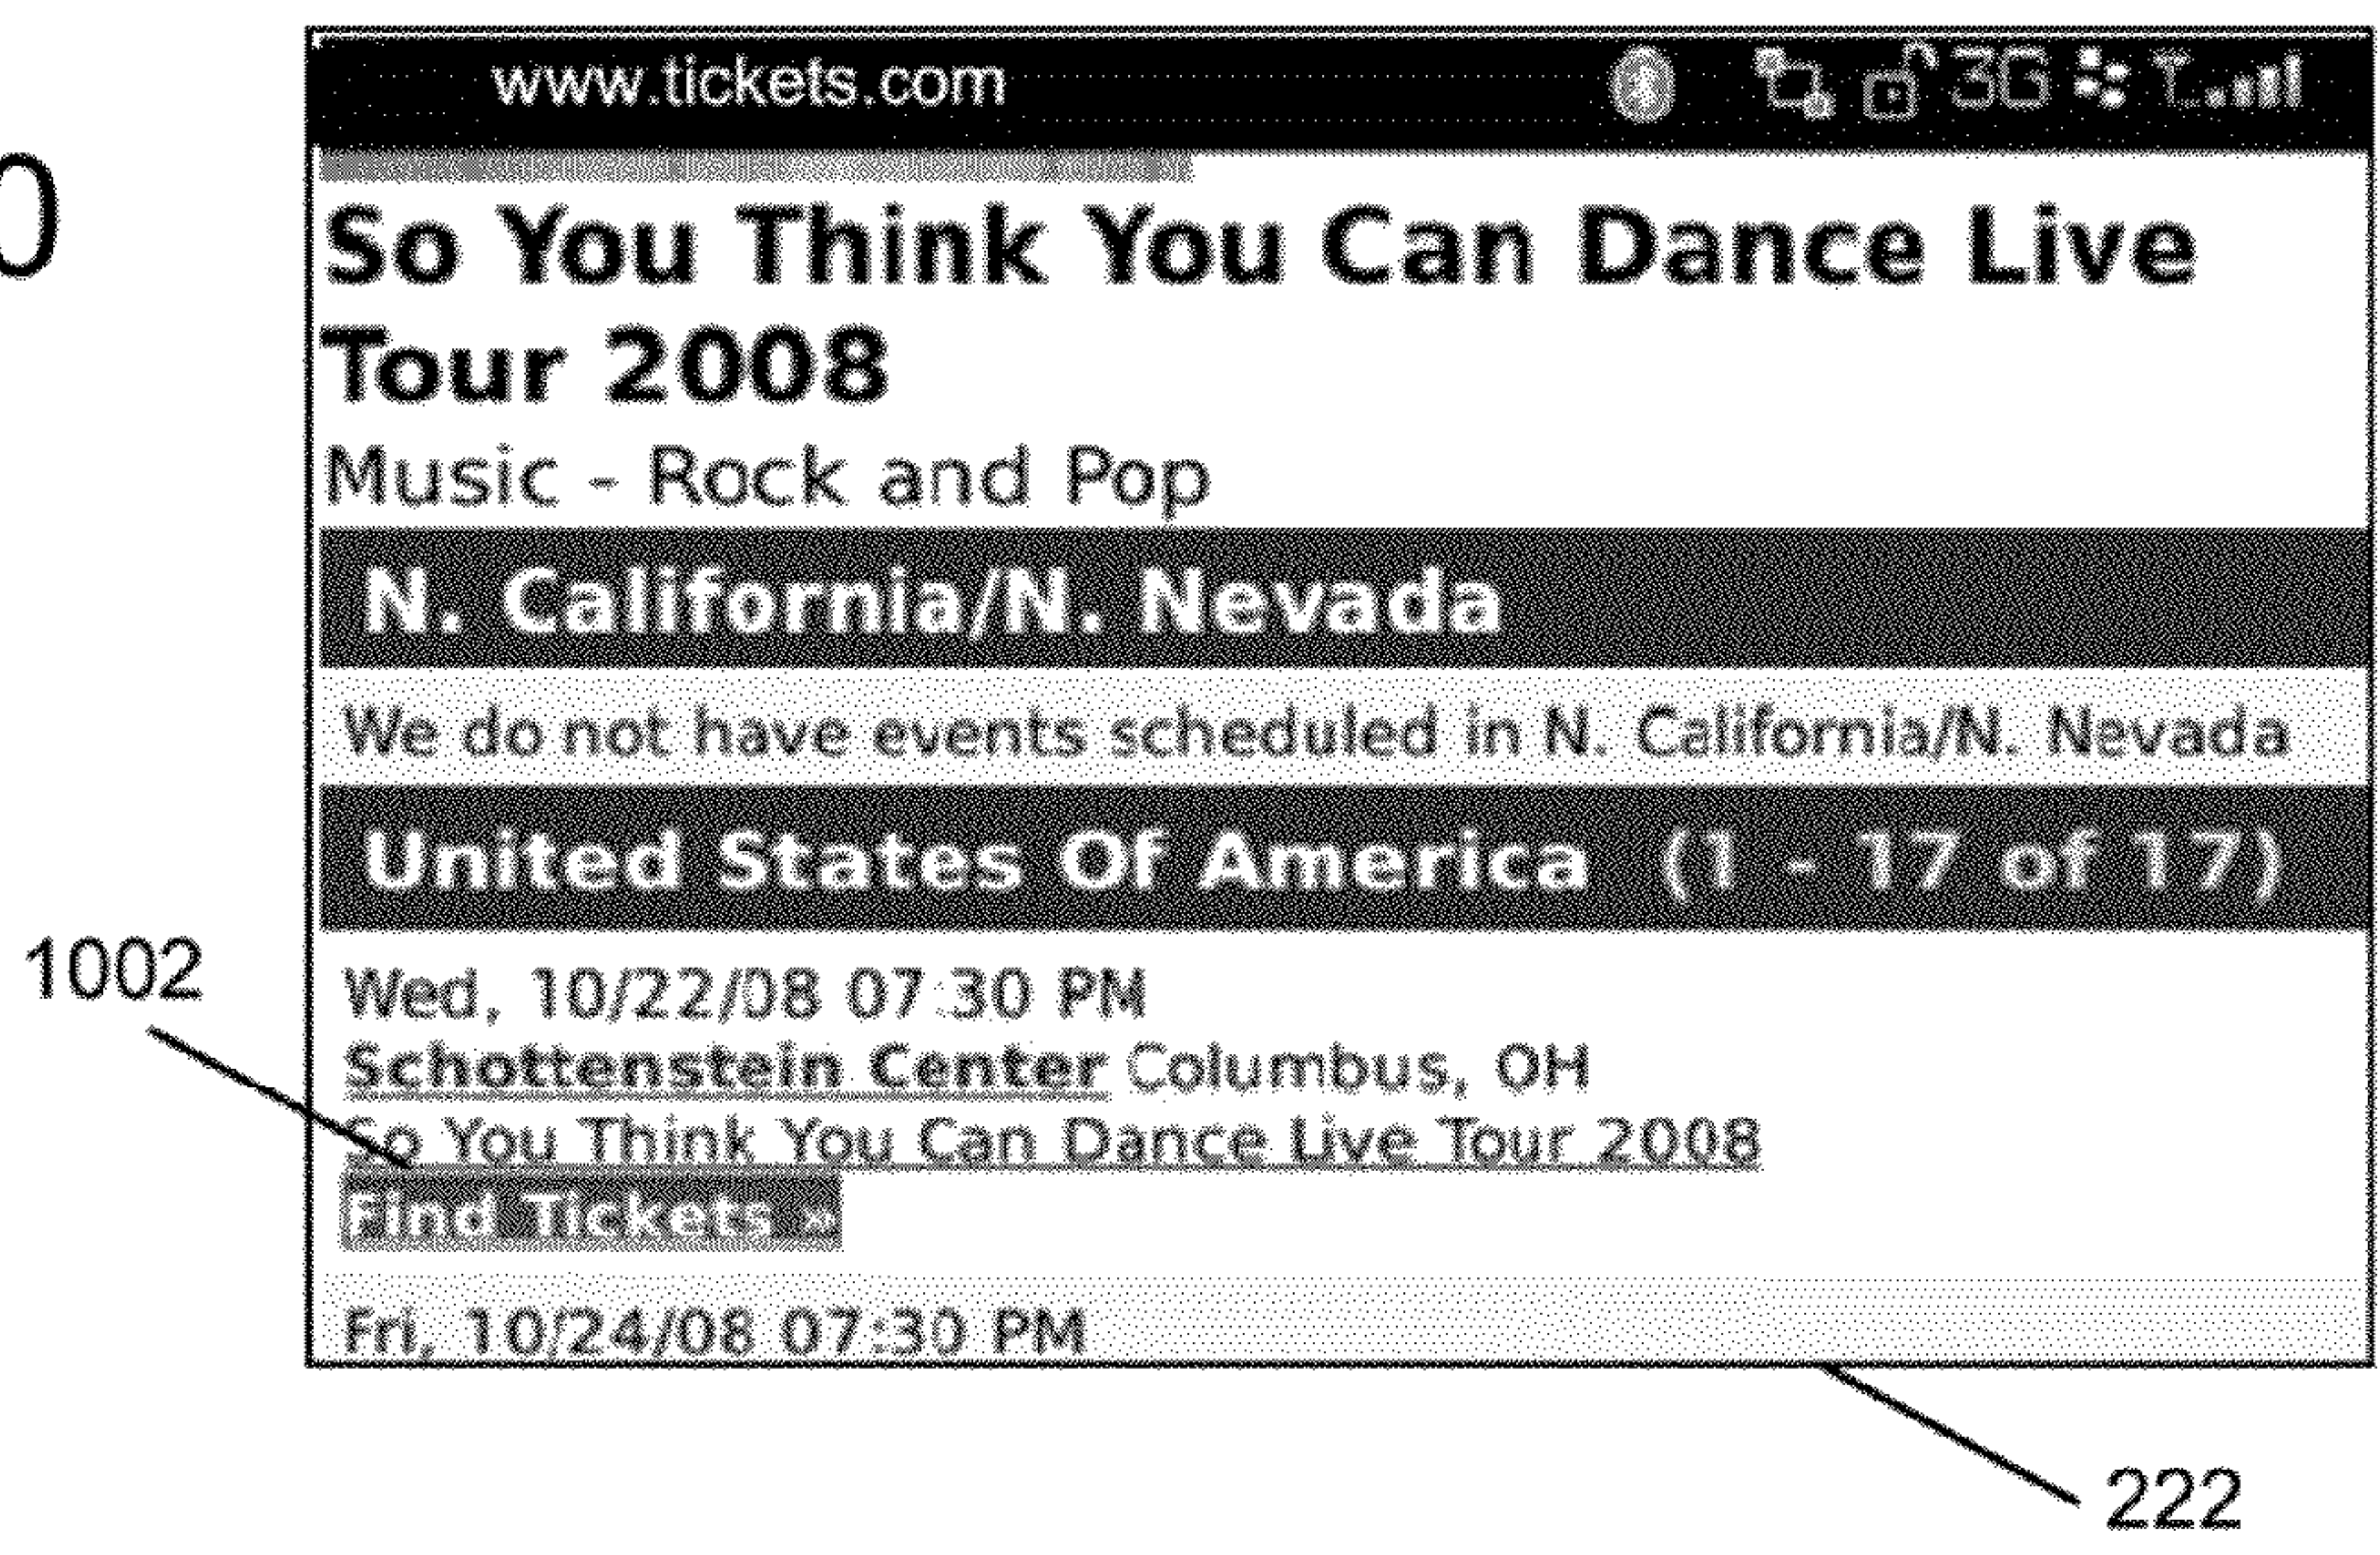 www.tickets.com 3G
0
So You Think You Can Dance Live
Tour 2008
Music - Rock and Pop
N. California/N. Nevada
We do not have events scheduled in N. California/N. Nevada
United States Of America (1 - 17 of 17)
1002
Wed, 10/22/08 07:30 PM
Schottenstein Center Columbus, OH
So You Think You Can Dance Live Tour 2008
Find Tickets »
Fri, 10/24/08 07:30 PM
222